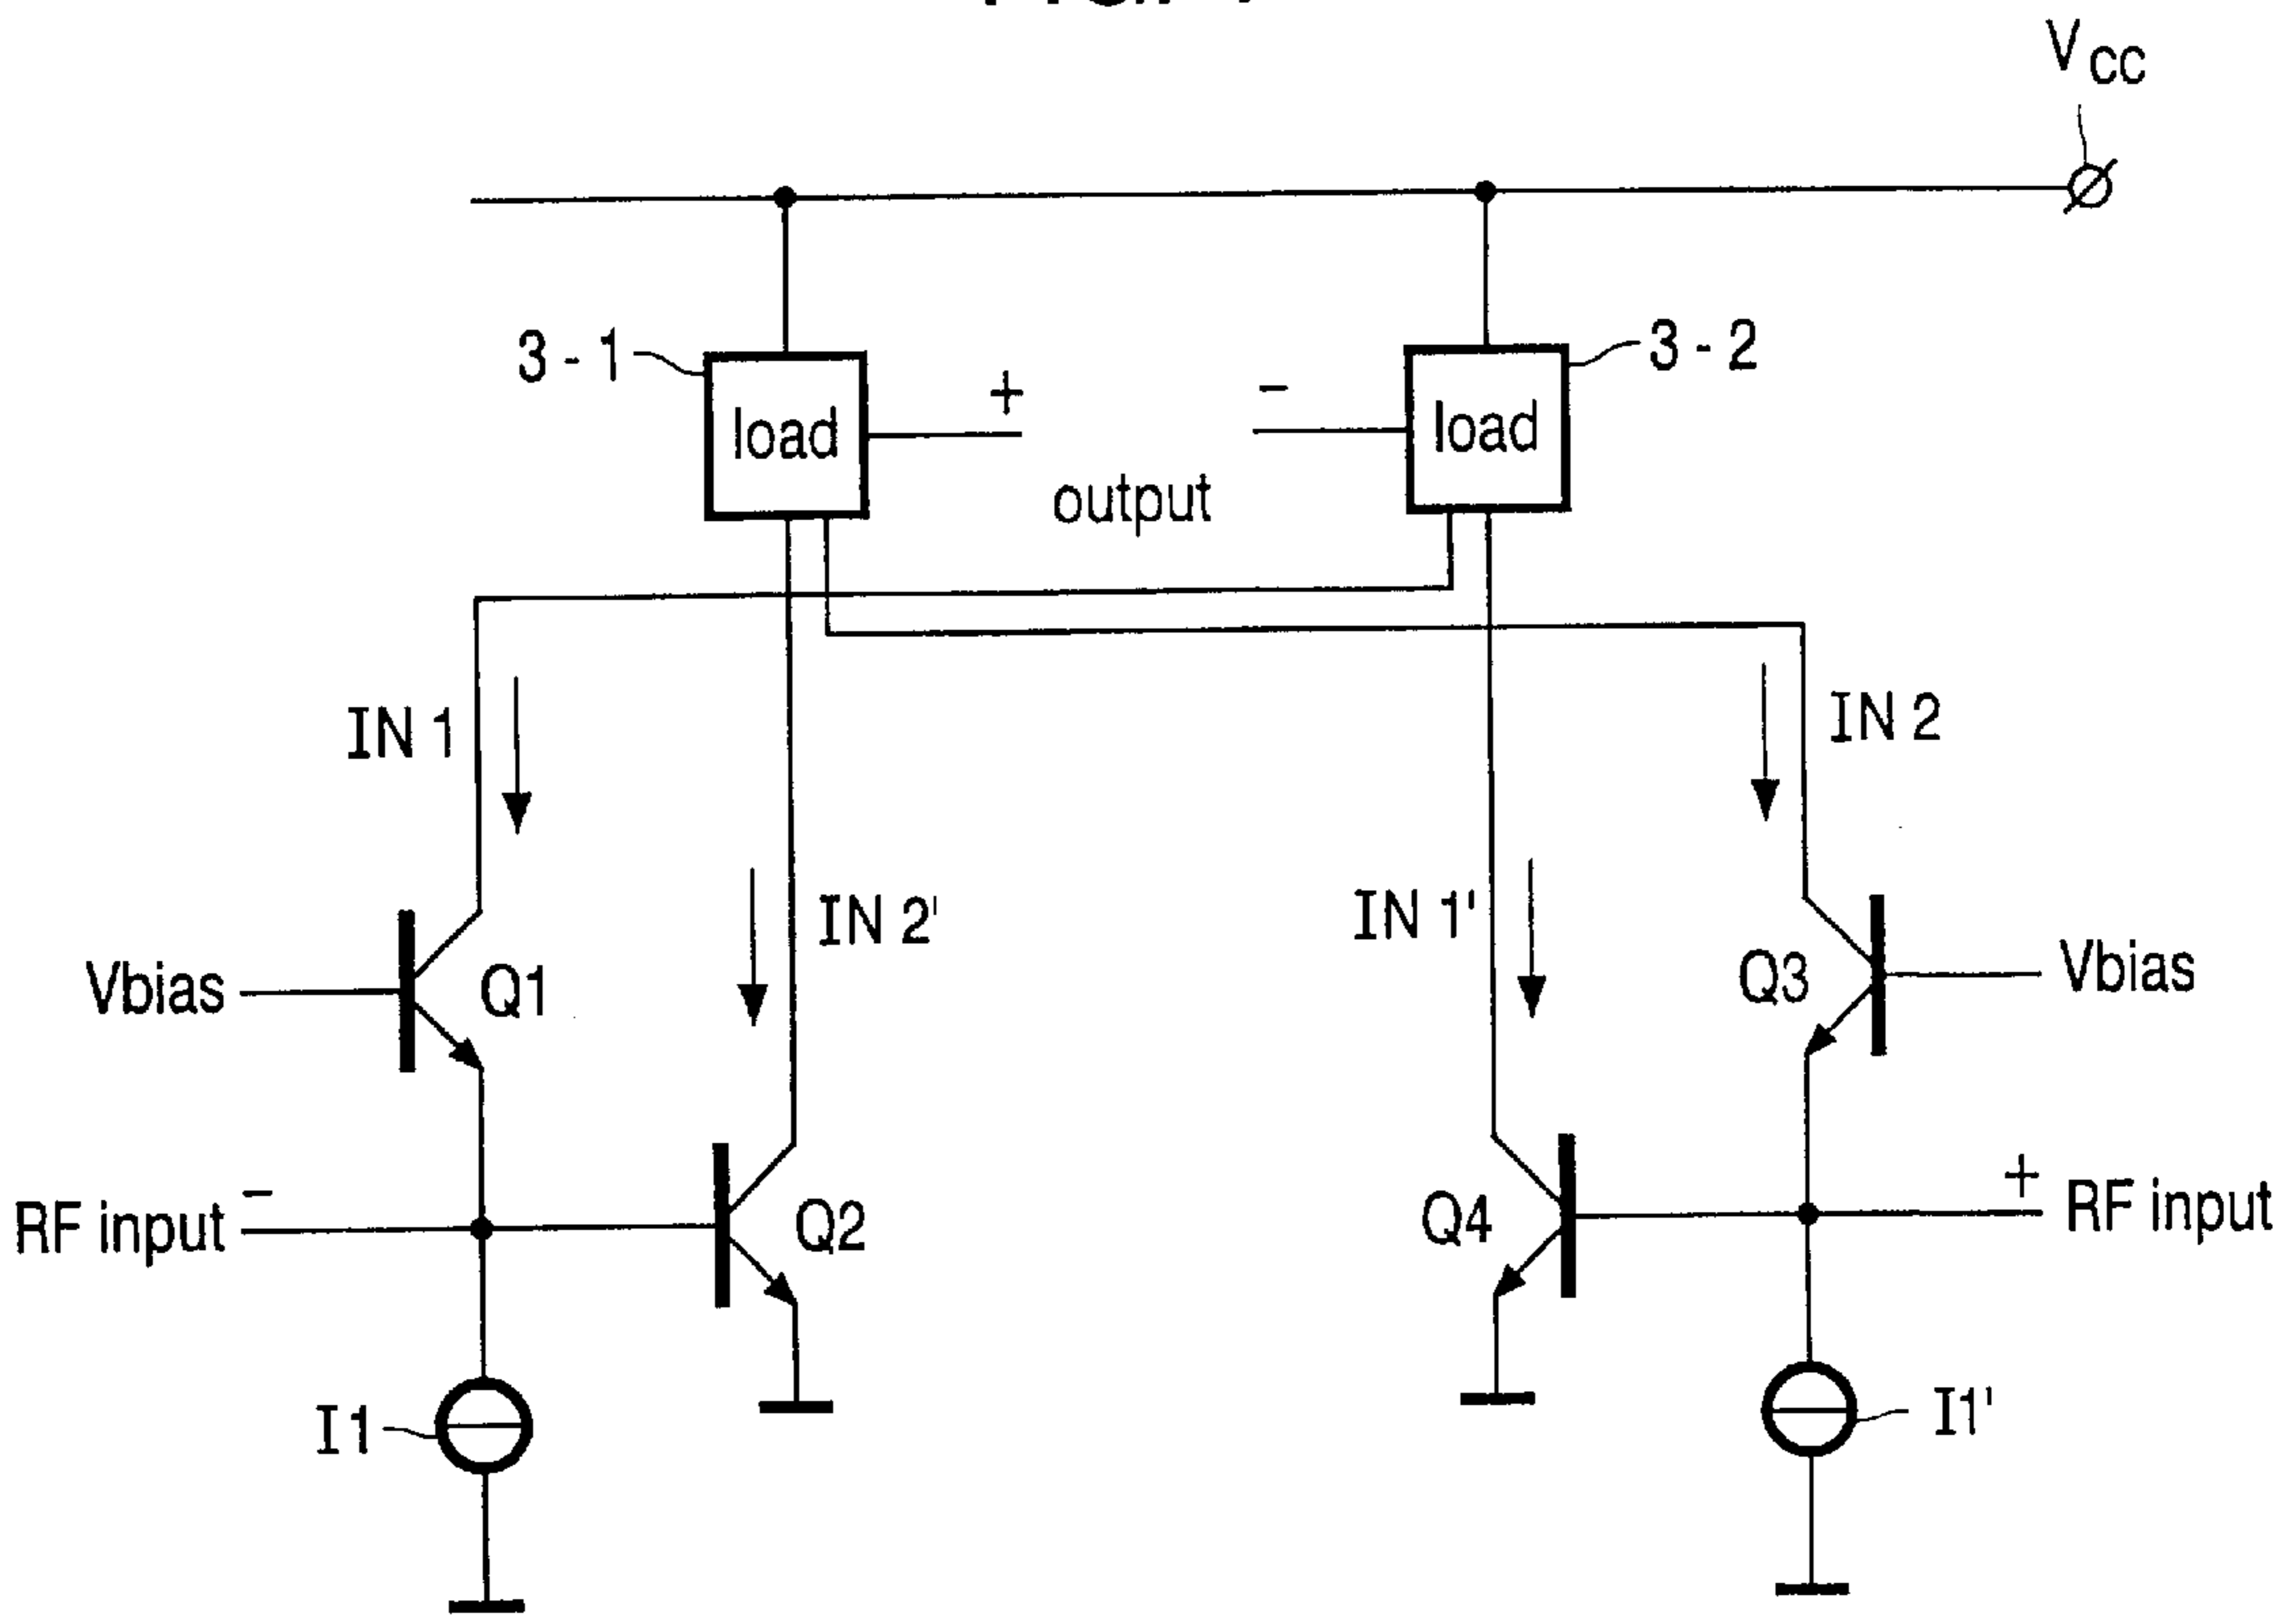 VCC
3 - 1
load
+
-
load
3 - 2
output
IN 1
IN 2'
IN 1'
IN 2
Vbias
Q1
Q3
Vbias
RF input
-
Q2
Q4
+
RF input
I1
I1'